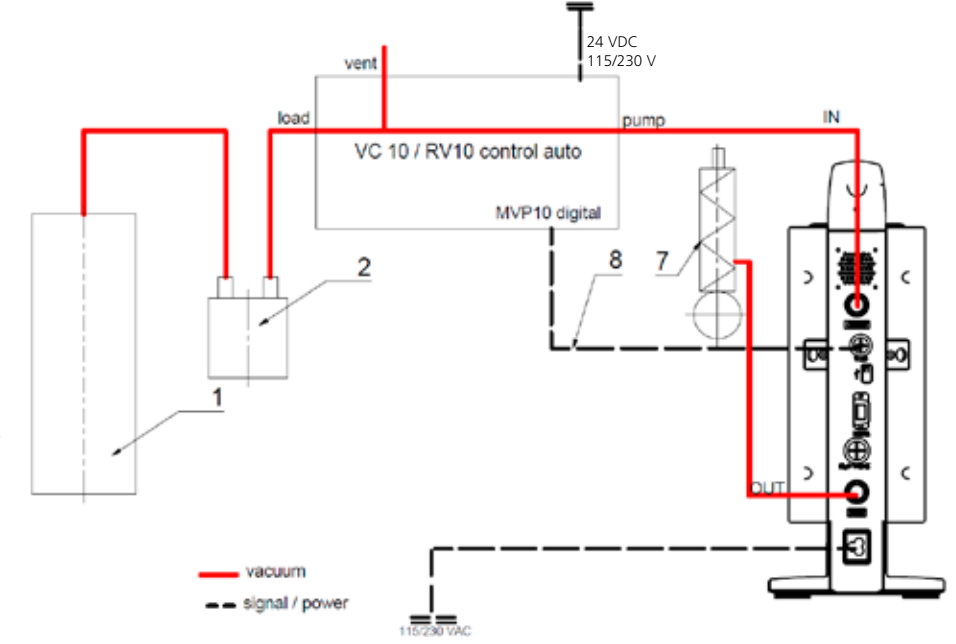 24 VDC
115/230 V
vent
load
pump
IN
VC 10 / RV10 control auto
MVP10 digital
8
7
2
1
OUT
vacuum
signal / power
115/230 VAC